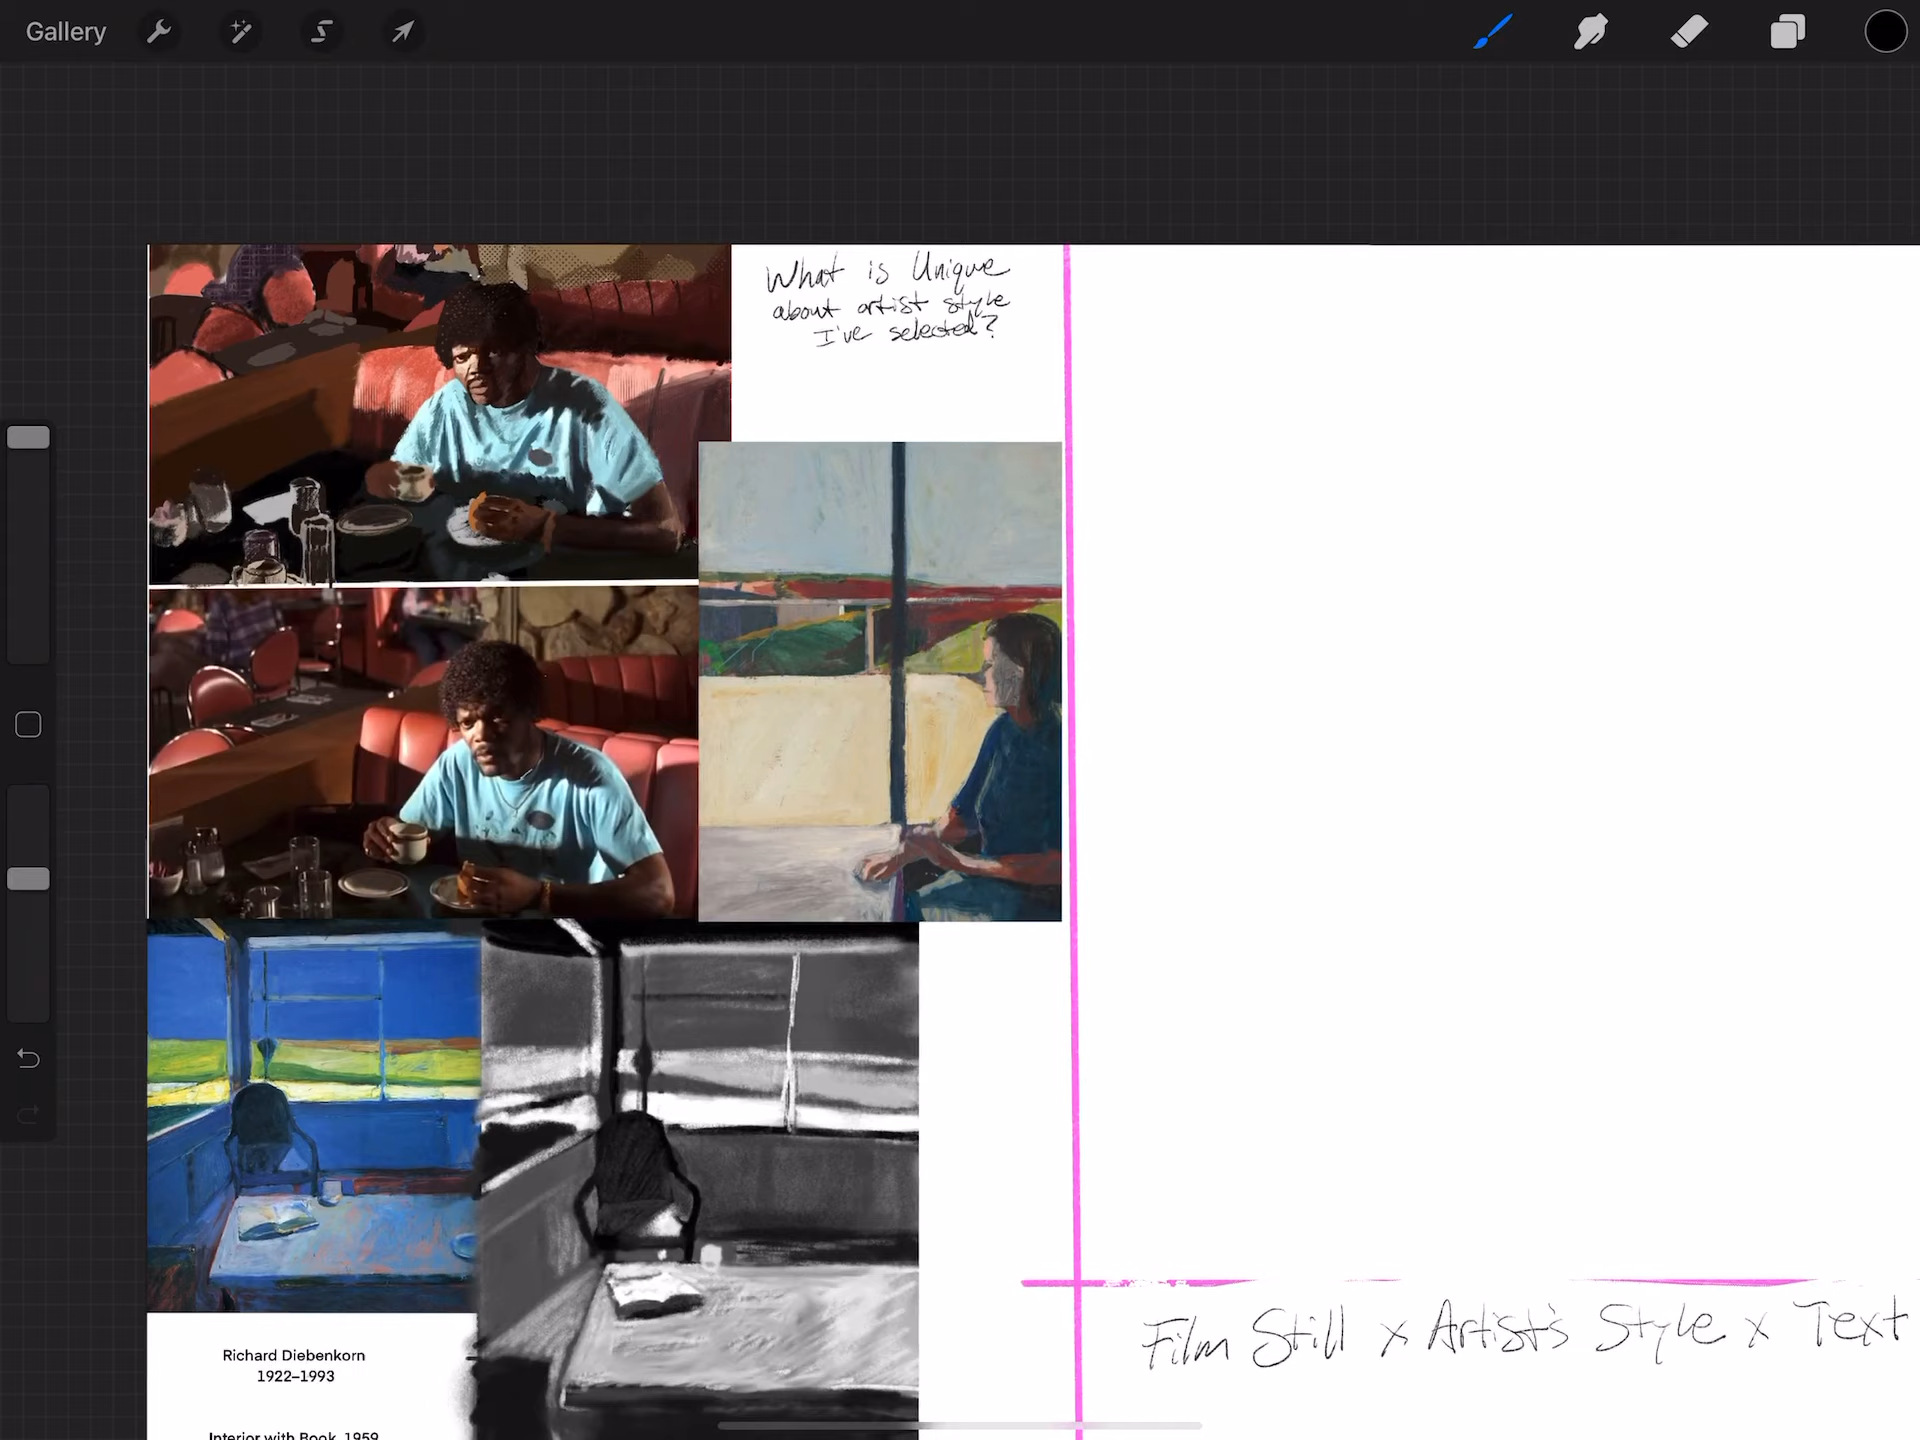 Gallery
What is Unique
about artist style
I've selected?
Richard Diebenkorn
1922–1993
Interior with Book, 1959
Film Still x Artist's Style x Text